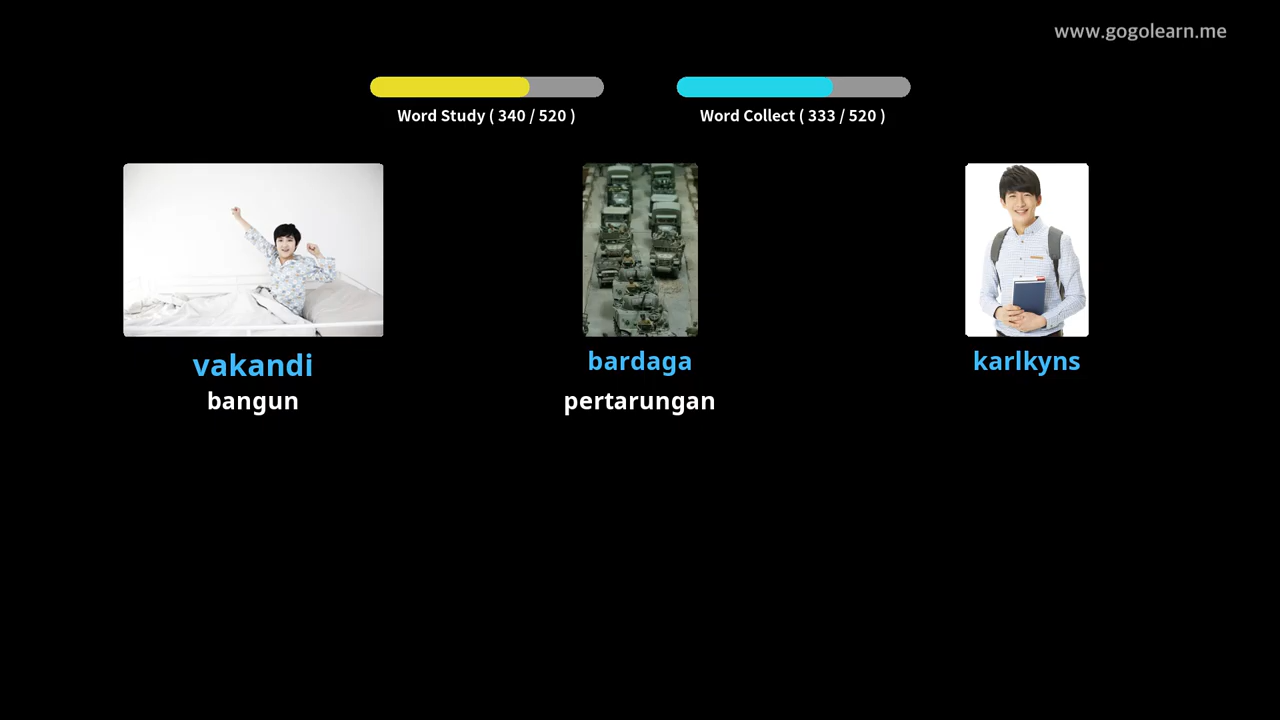 www.gogolearn.me
Word Study ( 340 / 520 )
Word Collect ( 333 / 520 )
vakandi
bangun
bardaga
pertarungan
karlkyns